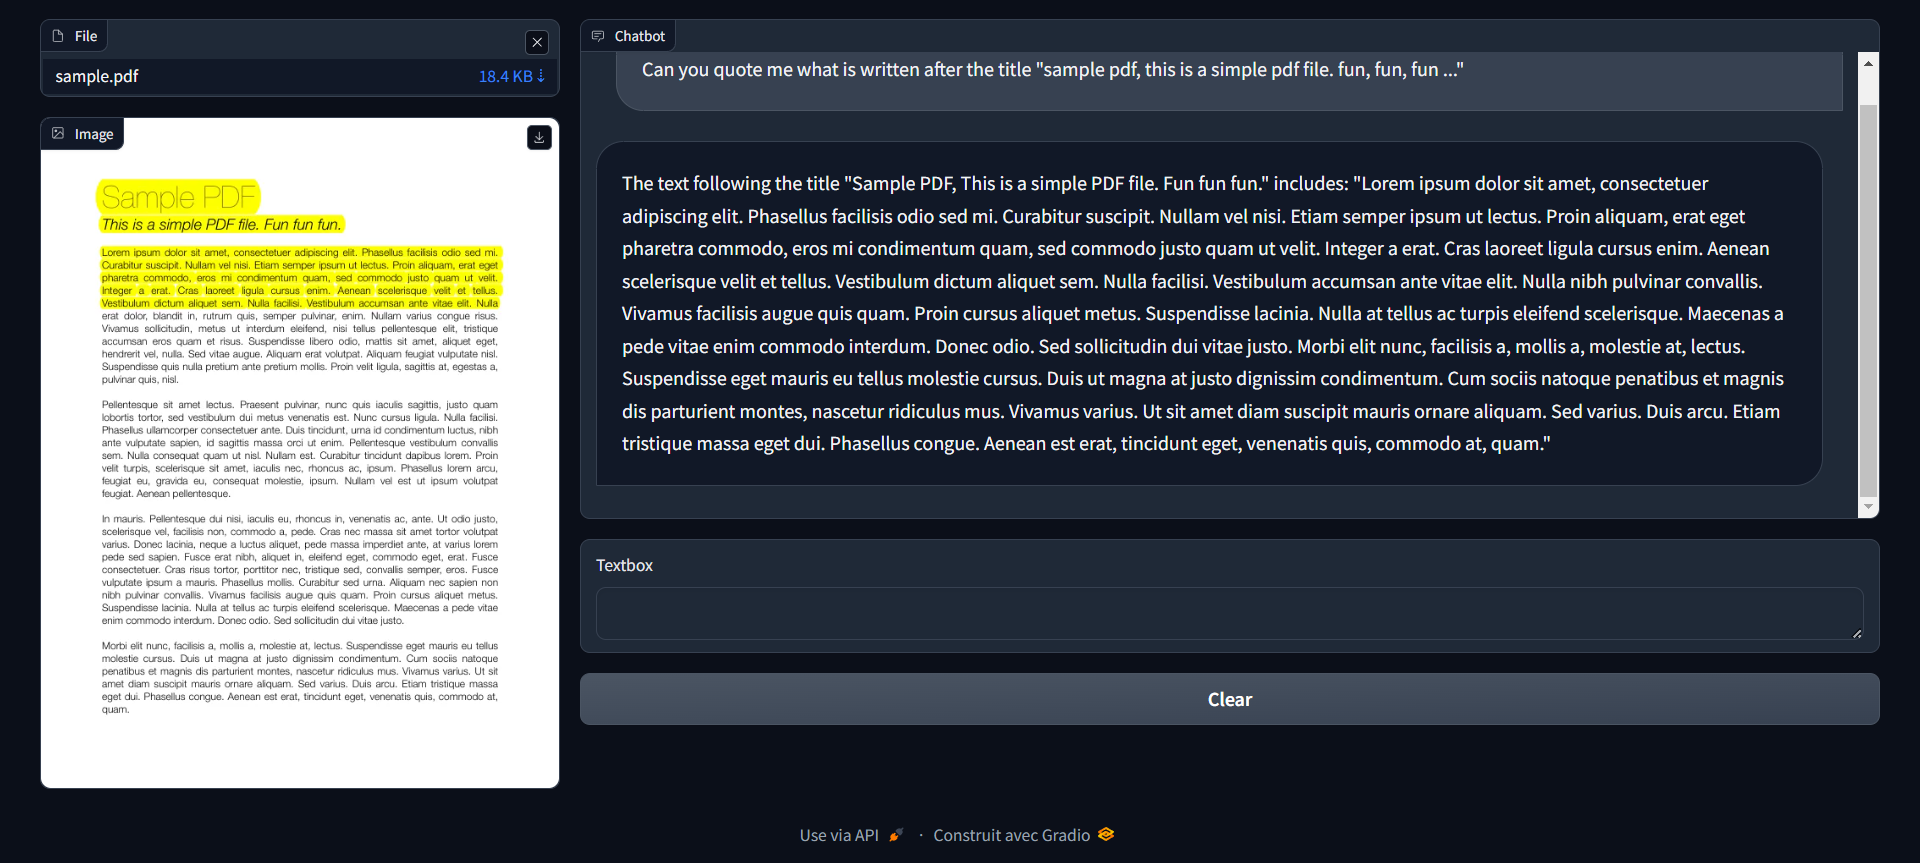 File
sample.pdf
18.4 KB ↓
Image
Sample PDF
This is a simple PDF file. Fun fun fun.
Lorem ipsum dolor sit amet, consectetuer adipiscing elit. Phasellus facilisis odio sed mi.
Curabitur suscipit. Nullam vel nisi. Etiam semper ipsum ut lectus. Proin aliquam, erat eget
pharetra commodo, eros mi condimentum quam, sed commodo justo quam ut velit.
Integer a erat. Cras laoreet ligula cursus enim. Aenean scelerisque velit et tellus.
Vestibulum dictum aliquet sem. Nulla facilisi. Vestibulum accumsan ante vitae elit. Nulla
erat dolor, blandit in, rutrum quis, semper pulvinar, enim. Nullam varius congue risus.
Vivamus sollicitudin, metus ut interdum eleifend, nisi tellus pellentesque elit, tristique
accumsan eros quam et risus. Suspendisse libero odio, mattis sit amet, aliquet eget,
hendrerit vel, nulla. Sed vitae augue. Aliquam erat volutpat. Aliquam feugiat vulputate nisl.
Suspendisse quis nulla pretium ante pretium mollis. Proin velit ligula, sagittis at, egestas a,
pulvinar quis, nisl.
Pellentesque sit amet lectus. Praesent pulvinar, nunc quis iaculis sagittis, justo quam
lobortis tortor, sed vestibulum dui metus venenatis est. Nunc cursus ligula. Nulla facilisi.
Phasellus ullamcorper consectetuer ante. Duis tincidunt, urna id condimentum luctus, nibh
ante vulputate sapien, id sagittis massa orci ut enim. Pellentesque vestibulum convallis
sem. Nulla consequat quam ut nisl. Nullam est. Curabitur tincidunt dapibus lorem. Proin
velit turpis, scelerisque sit amet, iaculis nec, rhoncus ac, ipsum. Phasellus lorem arcu,
feugiat eu, gravida eu, consequat molestie, ipsum. Nullam vel est ut ipsum volutpat
feugiat. Aenean pellentesque.
In mauris. Pellentesque dui nisi, iaculis eu, rhoncus in, venenatis ac, ante. Ut odio justo,
scelerisque vel, facilisis non, commodo a, pede. Cras nec massa sit amet tortor volutpat
varius. Donec lacinia, neque a luctus aliquet, pede massa imperdiet ante, at varius lorem
pede sed sapien. Fusce erat nibh, aliquet in, eleifend eget, commodo eget, erat. Fusce
consectetuer. Cras risus tortor, porttitor nec, tristique sed, convallis semper, eros. Fusce
vulputate ipsum a mauris. Phasellus mollis. Curabitur sed urna. Aliquam nec sapien non
nibh pulvinar convallis. Vivamus facilisis augue quis quam. Proin cursus aliquet metus.
Suspendisse lacinia. Nulla at tellus ac turpis eleifend scelerisque. Maecenas a pede vitae
enim commodo interdum. Donec odio. Sed sollicitudin dui vitae justo.
Morbi elit nunc, facilisis a, mollis a, molestie at, lectus. Suspendisse eget mauris eu tellus
molestie cursus. Duis ut magna at justo dignissim condimentum. Cum sociis natoque
penatibus et magnis dis parturient montes, nascetur ridiculus mus. Vivamus varius. Ut sit
amet diam suscipit mauris ornare aliquam. Sed varius. Duis arcu. Etiam tristique massa
eget dui. Phasellus congue. Aenean est erat, tincidunt eget, venenatis quis, commodo at,
quam.
Chatbot
Can you quote me what is written after the title "sample pdf, this is a simple pdf file. fun, fun, fun ..."
The text following the title "Sample PDF, This is a simple PDF file. Fun fun fun." includes: "Lorem ipsum dolor sit amet, consectetuer
adipiscing elit. Phasellus facilisis odio sed mi. Curabitur suscipit. Nullam vel nisi. Etiam semper ipsum ut lectus. Proin aliquam, erat eget
pharetra commodo, eros mi condimentum quam, sed commodo justo quam ut velit. Integer a erat. Cras laoreet ligula cursus enim. Aenean
scelerisque velit et tellus. Vestibulum dictum aliquet sem. Nulla facilisi. Vestibulum accumsan ante vitae elit. Nulla nibh pulvinar convallis.
Vivamus facilisis augue quis quam. Proin cursus aliquet metus. Suspendisse lacinia. Nulla at tellus ac turpis eleifend scelerisque. Maecenas a
pede vitae enim commodo interdum. Donec odio. Sed sollicitudin dui vitae justo. Morbi elit nunc, facilisis a, mollis a, molestie at, lectus.
Suspendisse eget mauris eu tellus molestie cursus. Duis ut magna at justo dignissim condimentum. Cum sociis natoque penatibus et magnis
dis parturient montes, nascetur ridiculus mus. Vivamus varius. Ut sit amet diam suscipit mauris ornare aliquam. Sed varius. Duis arcu. Etiam
tristique massa eget dui. Phasellus congue. Aenean est erat, tincidunt eget, venenatis quis, commodo at, quam."
Textbox
Clear
Use via API · Construit avec Gradio